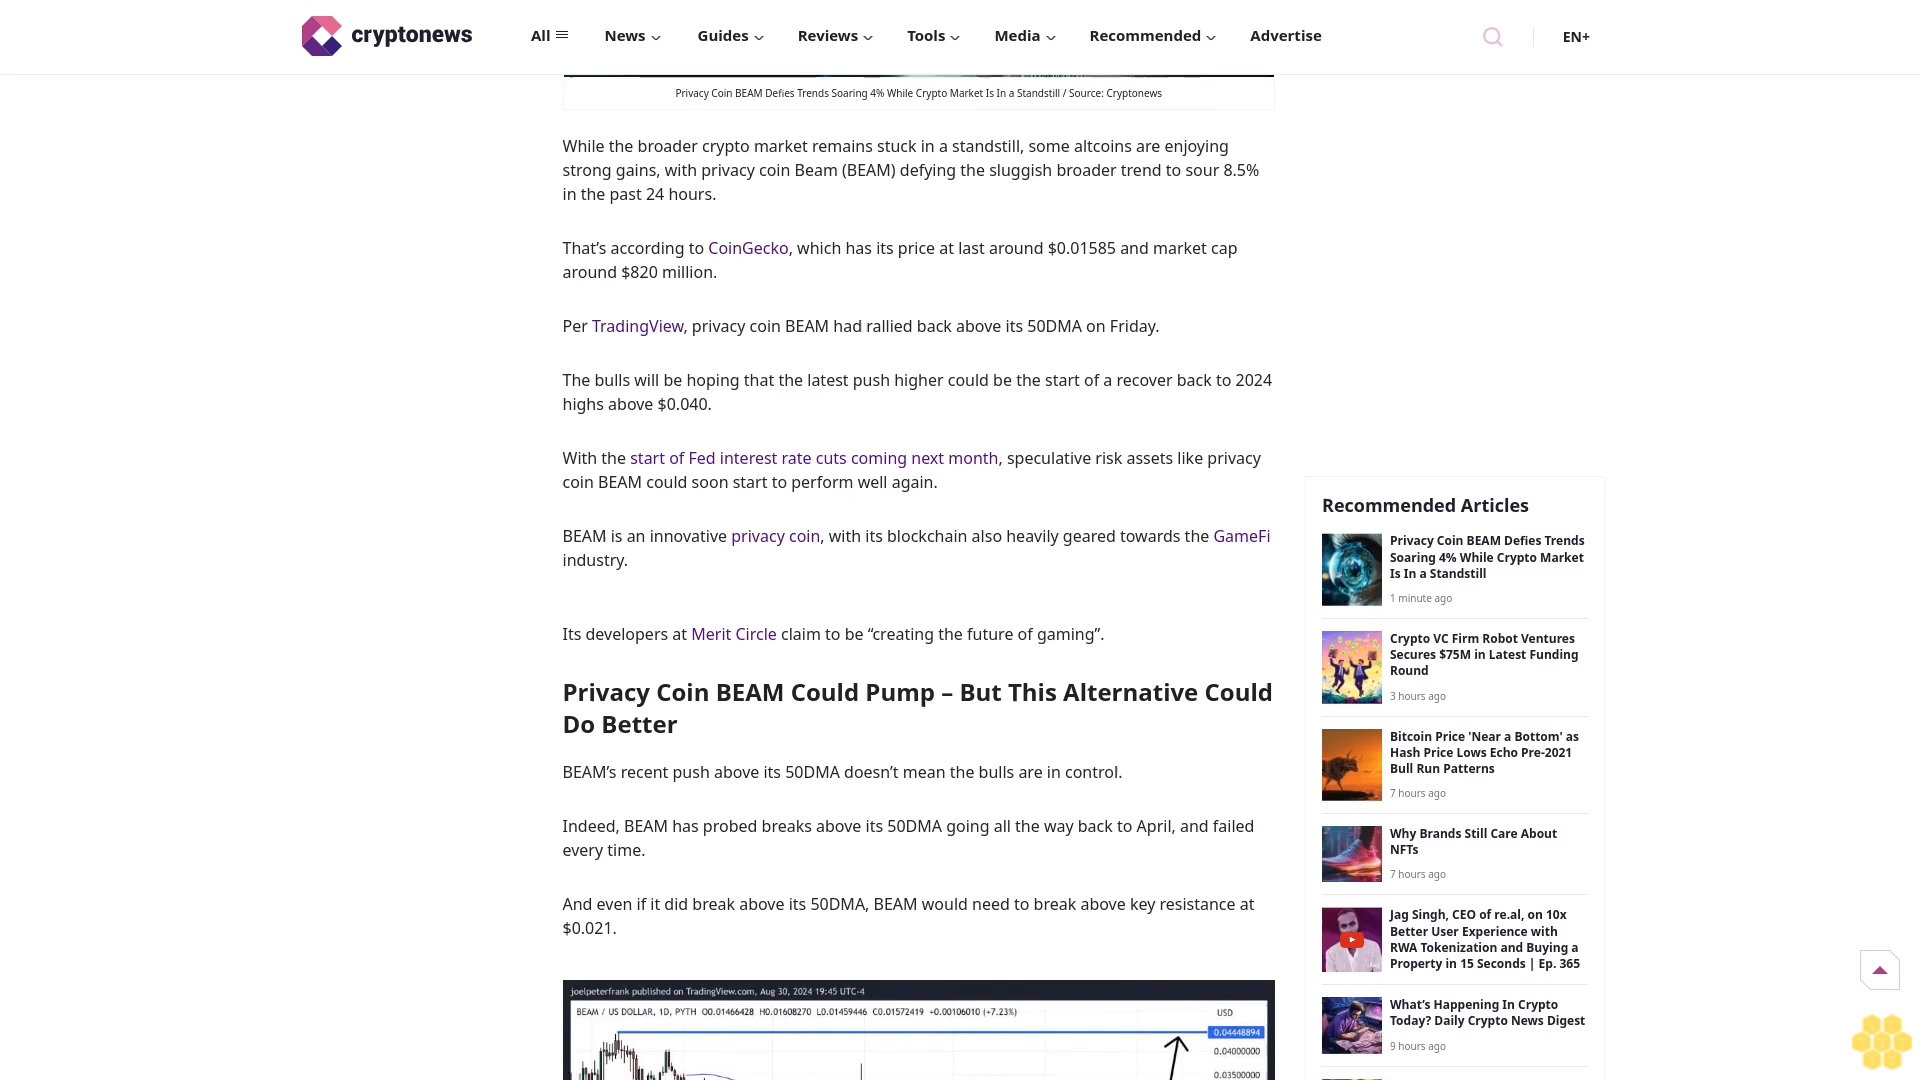 cryptonews
All
News
Guides
Reviews
Tools
Media
Recommended
Advertise
EN+
Privacy Coin BEAM Defies Trends Soaring 4% While Crypto Market Is In a Standstill / Source: Cryptonews
While the broader crypto market remains stuck in a standstill, some altcoins are enjoying
strong gains, with privacy coin Beam (BEAM) defying the sluggish broader trend to sour 8.5%
in the past 24 hours.
That’s according to CoinGecko, which has its price at last around $0.01585 and market cap
around $820 million.
Per TradingView, privacy coin BEAM had rallied back above its 50DMA on Friday.
The bulls will be hoping that the latest push higher could be the start of a recover back to 2024
highs above $0.040.
With the start of Fed interest rate cuts coming next month, speculative risk assets like privacy
coin BEAM could soon start to perform well again.
BEAM is an innovative privacy coin, with its blockchain also heavily geared towards the GameFi
industry.
Its developers at Merit Circle claim to be “creating the future of gaming”.
Privacy Coin BEAM Could Pump – But This Alternative Could
Do Better
BEAM’s recent push above its 50DMA doesn’t mean the bulls are in control.
Indeed, BEAM has probed breaks above its 50DMA going all the way back to April, and failed
every time.
And even if it did break above its 50DMA, BEAM would need to break above key resistance at
$0.021.
joelpeterfrank published on TradingView.com, Aug 30, 2024 19:45 UTC-4
BEAM / US DOLLAR, 1D, PYTH O0.01466428 H0.01608270 L0.01459446 C0.01572419 +0.00106010 (+7.23%)
USD
0.04448894
0.04000000
0.03500000
Recommended Articles
Privacy Coin BEAM Defies Trends
Soaring 4% While Crypto Market
Is In a Standstill
1 minute ago
Crypto VC Firm Robot Ventures
Secures $75M in Latest Funding
Round
3 hours ago
Bitcoin Price 'Near a Bottom' as
Hash Price Lows Echo Pre-2021
Bull Run Patterns
7 hours ago
Why Brands Still Care About
NFTs
7 hours ago
Jag Singh, CEO of re.al, on 10x
Better User Experience with
RWA Tokenization and Buying a
Property in 15 Seconds | Ep. 365
What’s Happening In Crypto
Today? Daily Crypto News Digest
9 hours ago